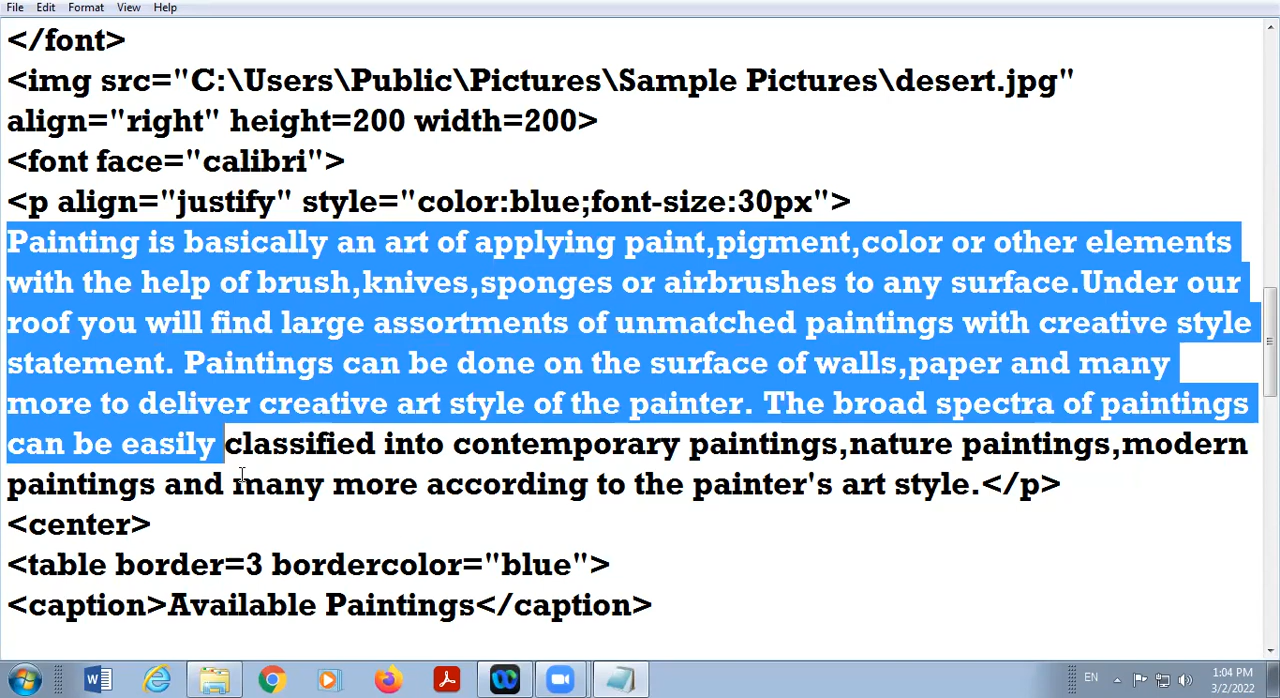 File Edit Format View Help
</font>
<img src="C:\Users\Public\Pictures\Sample Pictures\desert.jpg"
align="right" height=200 width=200>
<font face="calibri">
<p align="justify" style="color:blue;font-size:30px">
Painting is basically an art of applying paint,pigment,color or other elements
with the help of brush,knives,sponges or airbrushes to any surface.Under our
roof you will find large assortments of unmatched paintings with creative style
statement. Paintings can be done on the surface of walls,paper and many
more to deliver creative art style of the painter. The broad spectra of paintings
can be easily classified into contemporary paintings,nature paintings,modern
paintings and many more according to the painter's art style.</p>
<center>
<table border=3 bordercolor="blue">
<caption>Available Paintings</caption>
EN
1:04 PM
3/2/2022